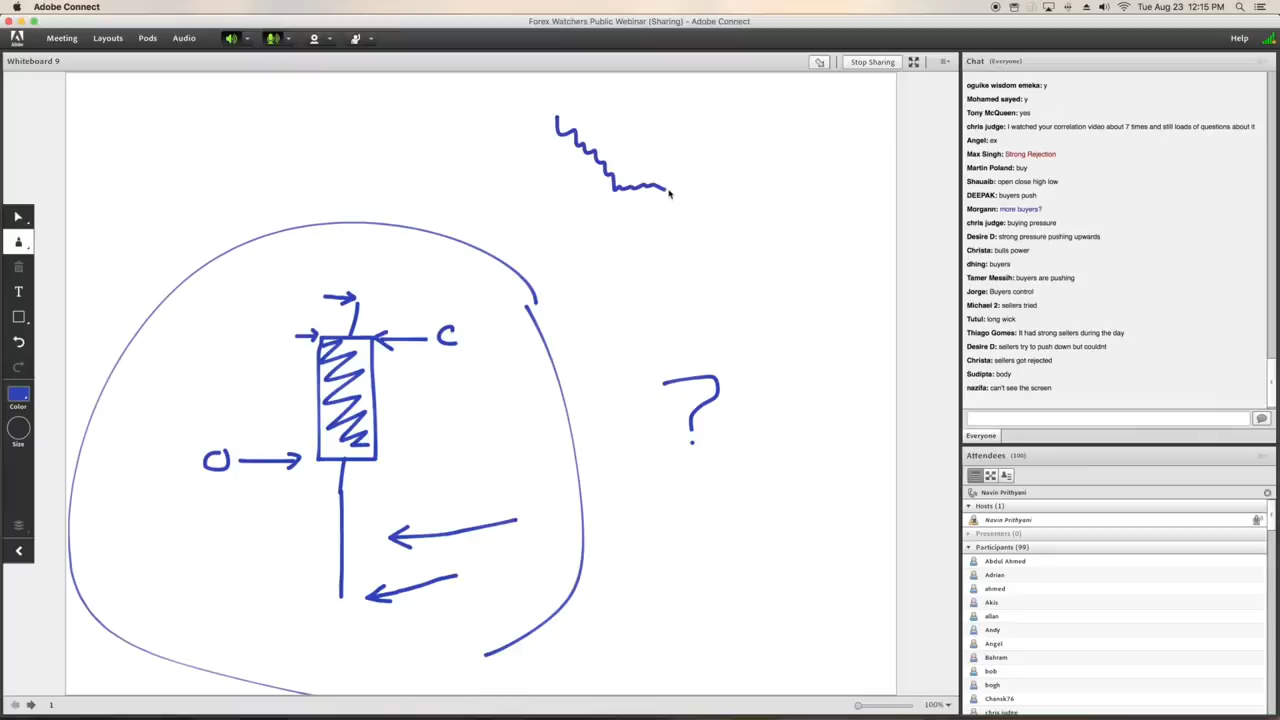 Adobe Connect
Tue Aug 23 12:15 PM
Forex Watchers Public Webinar (Sharing) - Adobe Connect
Meeting Layouts Pods Audio Help
Whiteboard 9
Stop Sharing
C
O
?
T
Color
Size
1
100%
Chat (Everyone)
oguike wisdom emeka: y
Mohamed sayed: y
Tony McQueen: yes
chris judge: I watched your correlation video about 7 times and still loads of questions about it
Angel: ex
Max Singh: Strong Rejection
Martin Poland: buy
Shauaib: open close high low
DEEPAK: buyers push
Morgann: more buyers?
chris judge: buying pressure
Desire D: strong pressure pushing upwards
Christa: bulls power
dhing: buyers
Tamer Messih: buyers are pushing
Jorge: Buyers control
Michael 2: sellers tried
Tutul: long wick
Thiago Gomes: It had strong sellers during the day
Desire D: sellers try to push down but couldnt
Christa: sellers got rejected
Sudipta: body
nazifa: can't see the screen
Everyone
Attendees (100)
Navin Prithyani
Hosts (1)
Navin Prithyani
Presenters (0)
Participants (99)
Abdul Ahmed
Adrian
ahmed
Akis
allan
Andy
Angel
Bahram
bob
bogh
Chansk76
chris judge